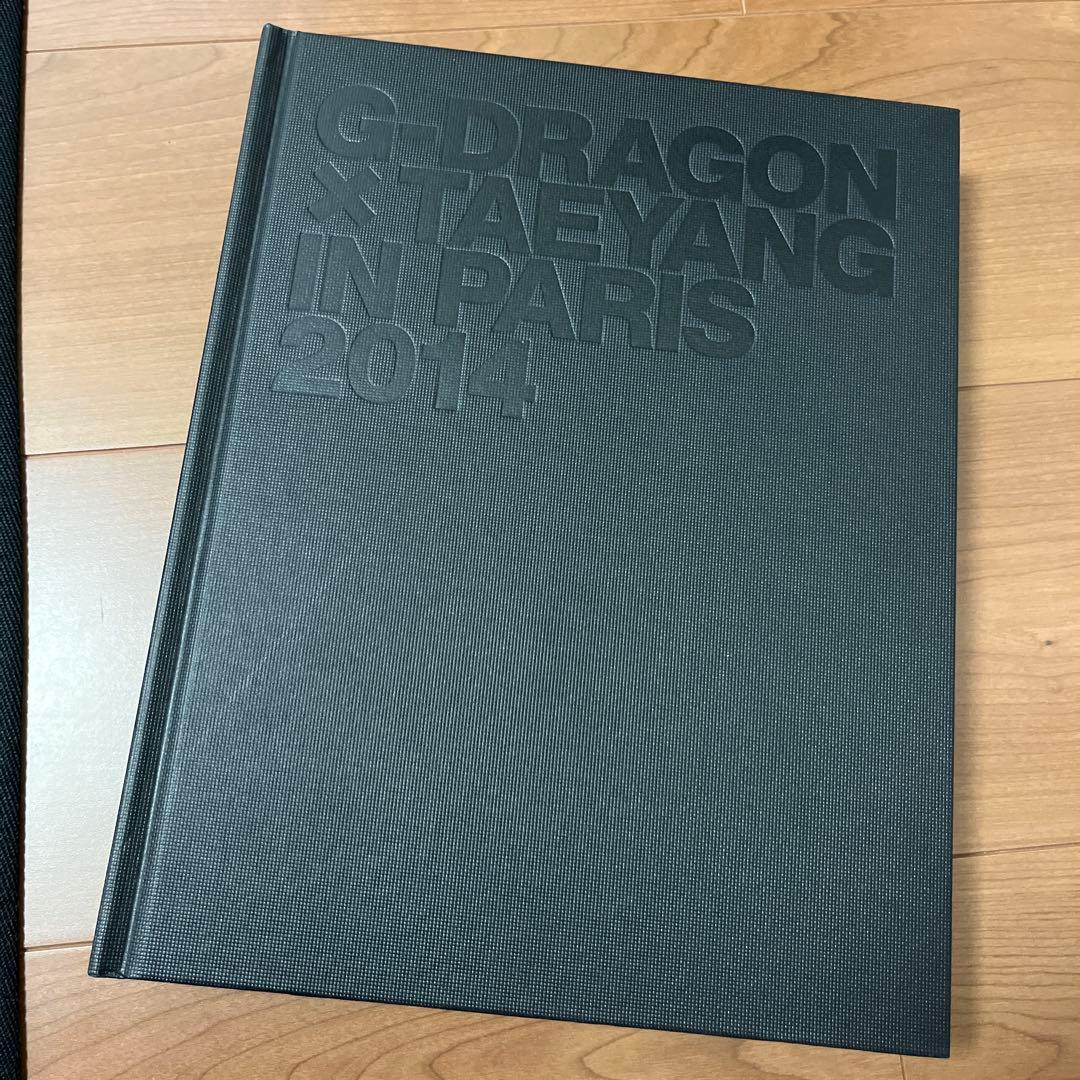 G-DRAGON
× TAEYANG
IN PARIS
2014